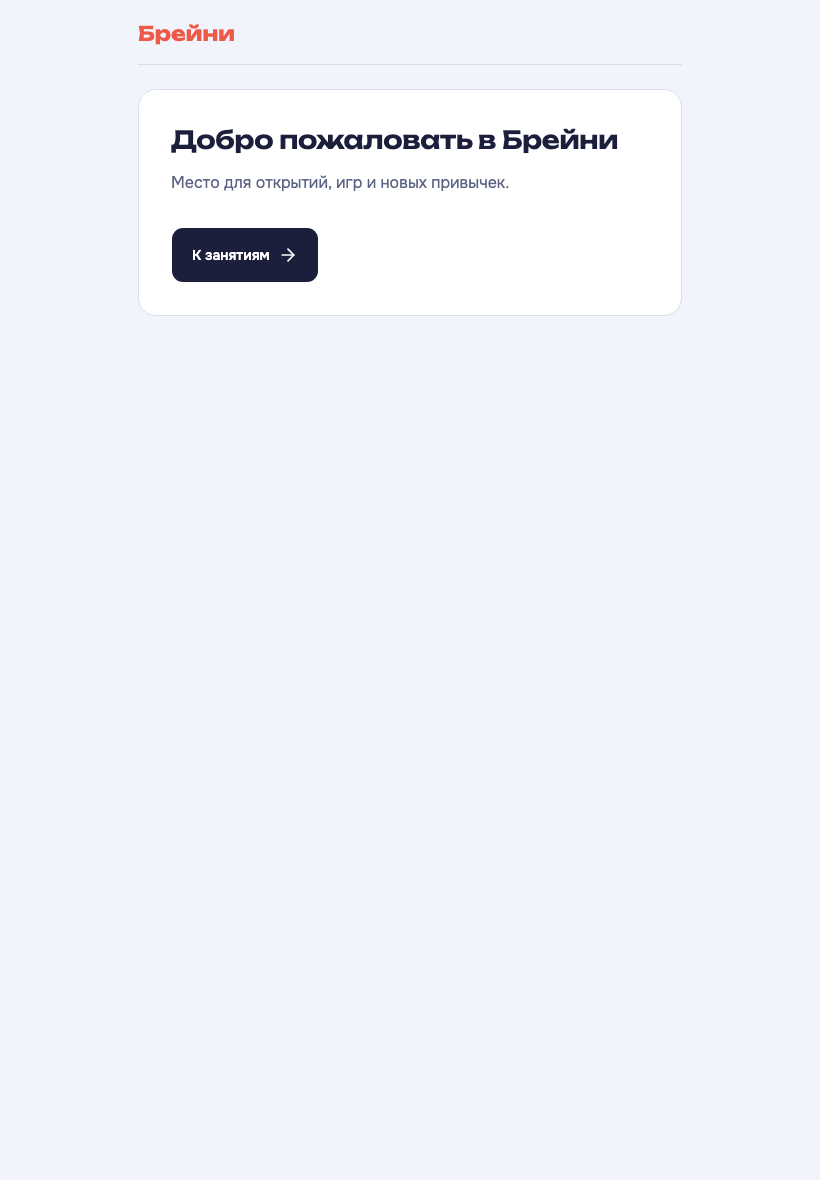 Брейни
Добро пожаловать в Брейни
Место для открытий, игр и новых привычек.
К занятиям →